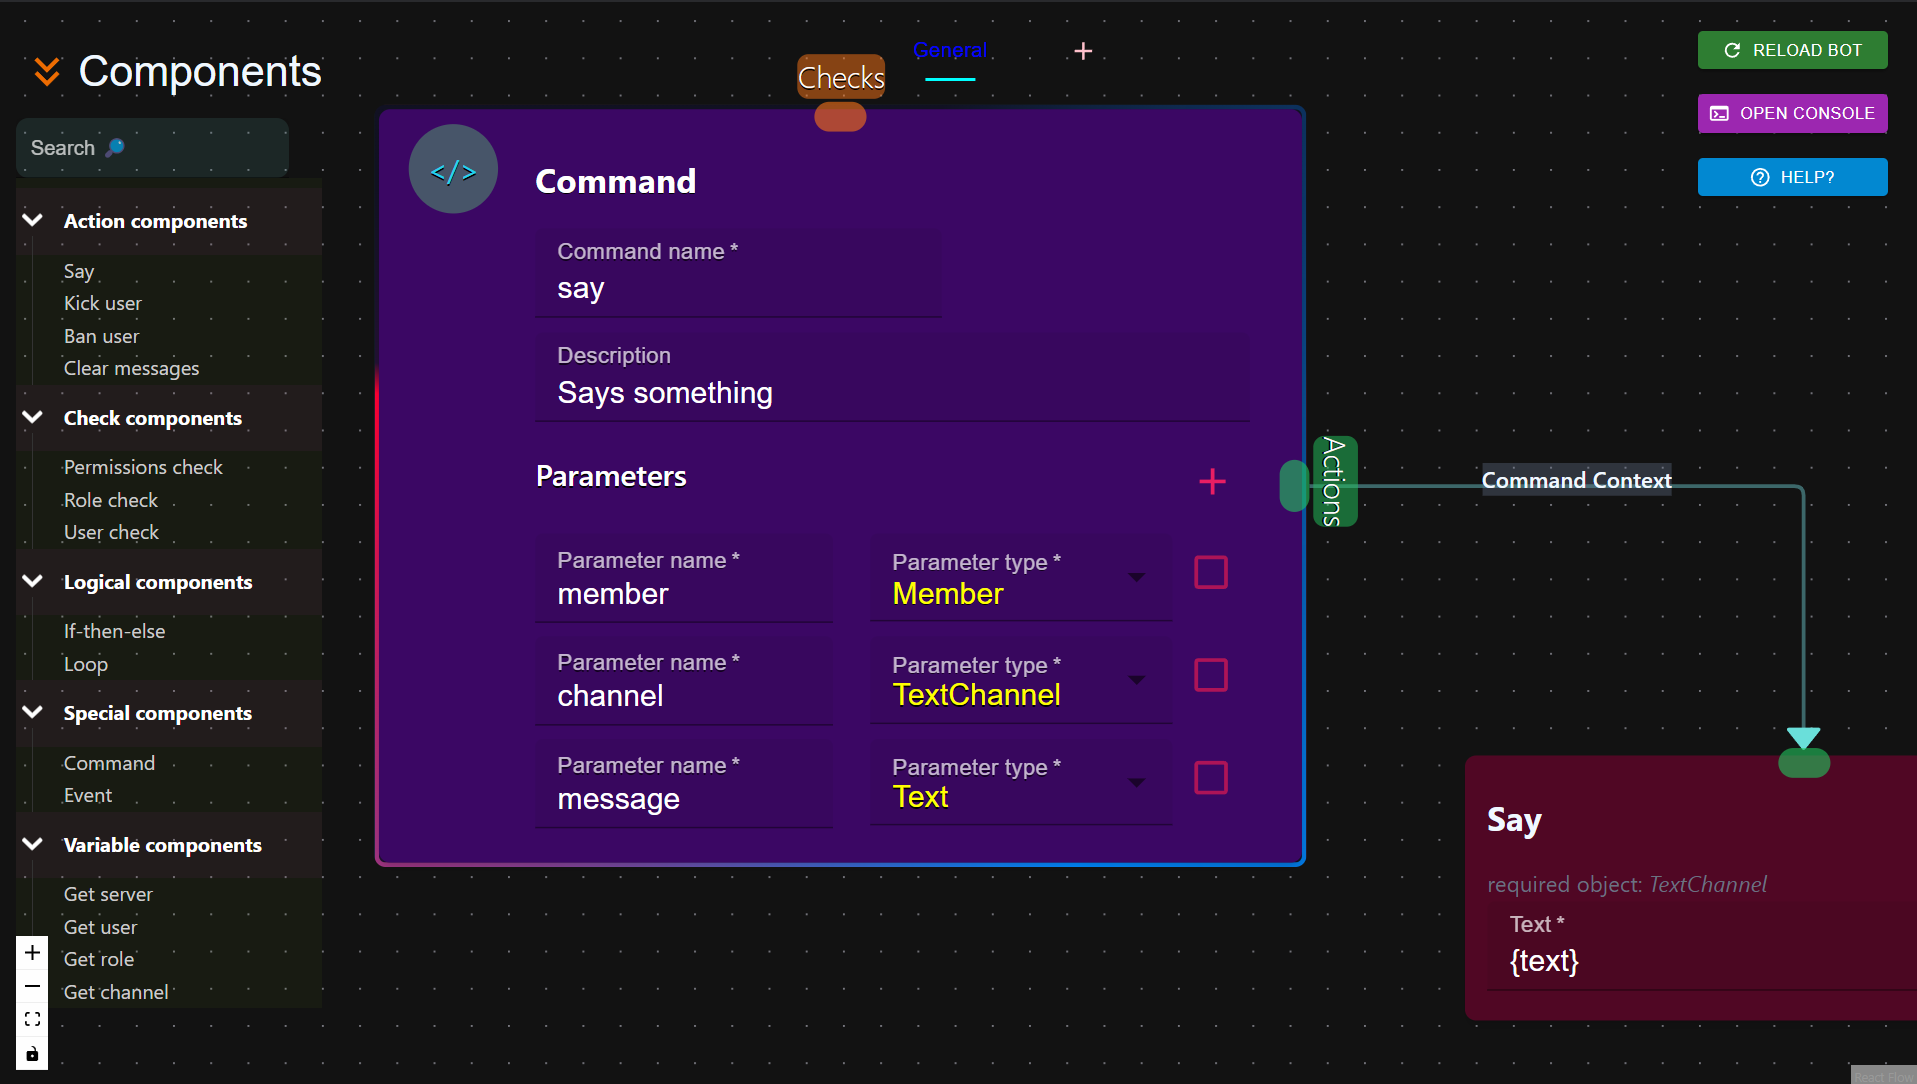 Components
Search
Action components
Say
Kick user
Ban user
Clear messages
Check components
Permissions check
Role check
User check
Logical components
If-then-else
Loop
Special components
Command
Event
Variable components
Get server
Get user
Get role
Get channel
Checks
General
+
</>
Command
Command name *
say
Description
Says something
Parameters
Parameter name *
member
Parameter type *
Member
Parameter name *
channel
Parameter type *
TextChannel
Parameter name *
message
Parameter type *
Text
Actions
Command Context
Say
required object: TextChannel
Text *
{text}
RELOAD BOT
OPEN CONSOLE
HELP?
React Flow